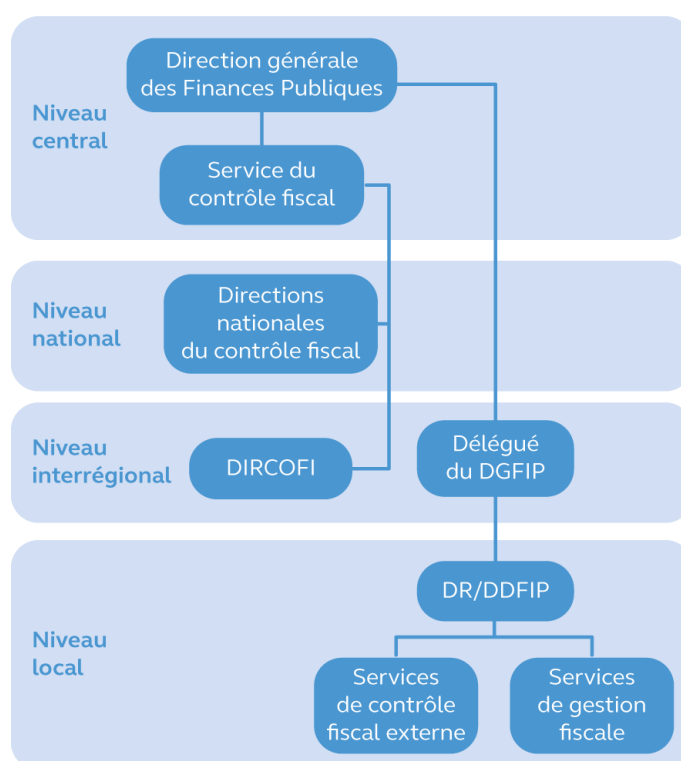 Direction générale
des Finances Publiques
Niveau
central
Service du
contrôle fiscal
Niveau
national
Directions
nationales
du contrôle fiscal
Niveau
interrégional
DIRCOFI
Délégué
du DGFIP
DR/DDFIP
Niveau
local
Services
de contrôle
fiscal externe
Services
de gestion
fiscale